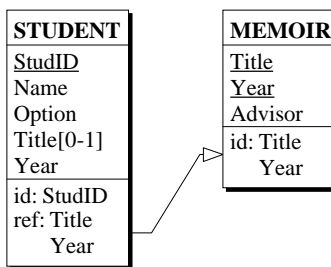 STUDENT
StudID
Name
Option
Title[0-1]
Year
id: StudID
ref: Title
Year
MEMOIR
Title
Year
Advisor
id: Title
Year